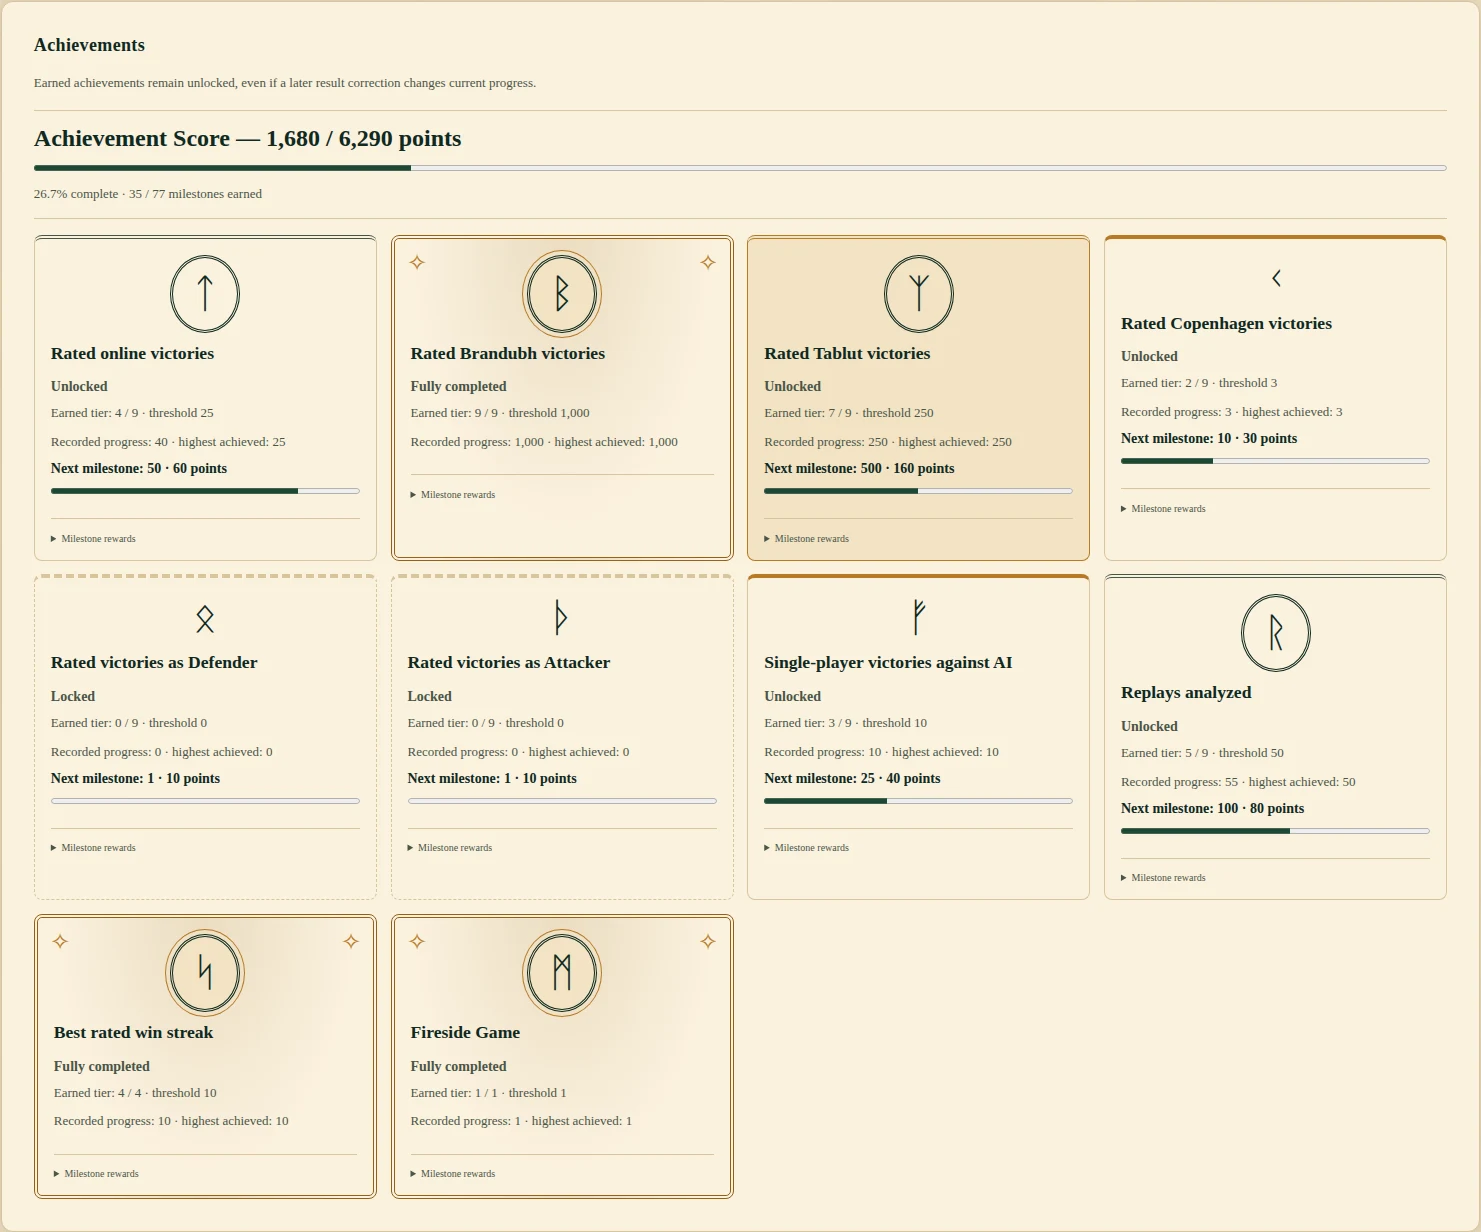 Achievements
Earned achievements remain unlocked, even if a later result correction changes current progress.
Achievement Score — 1,680 / 6,290 points
26.7% complete · 35 / 77 milestones earned
ᛏ
Rated online victories
Unlocked
Earned tier: 4 / 9 · threshold 25
Recorded progress: 40 · highest achieved: 25
Next milestone: 50 · 60 points
▶ Milestone rewards
✧ ᛒ ✧
Rated Brandubh victories
Fully completed
Earned tier: 9 / 9 · threshold 1,000
Recorded progress: 1,000 · highest achieved: 1,000
▶ Milestone rewards
ᛉ
Rated Tablut victories
Unlocked
Earned tier: 7 / 9 · threshold 250
Recorded progress: 250 · highest achieved: 250
Next milestone: 500 · 160 points
▶ Milestone rewards
ᚲ
Rated Copenhagen victories
Unlocked
Earned tier: 2 / 9 · threshold 3
Recorded progress: 3 · highest achieved: 3
Next milestone: 10 · 30 points
▶ Milestone rewards
ᛟ
Rated victories as Defender
Locked
Earned tier: 0 / 9 · threshold 0
Recorded progress: 0 · highest achieved: 0
Next milestone: 1 · 10 points
▶ Milestone rewards
ᚦ
Rated victories as Attacker
Locked
Earned tier: 0 / 9 · threshold 0
Recorded progress: 0 · highest achieved: 0
Next milestone: 1 · 10 points
▶ Milestone rewards
ᚠ
Single-player victories against AI
Unlocked
Earned tier: 3 / 9 · threshold 10
Recorded progress: 10 · highest achieved: 10
Next milestone: 25 · 40 points
▶ Milestone rewards
ᚱ
Replays analyzed
Unlocked
Earned tier: 5 / 9 · threshold 50
Recorded progress: 55 · highest achieved: 50
Next milestone: 100 · 80 points
▶ Milestone rewards
✧ ᛋ ✧
Best rated win streak
Fully completed
Earned tier: 4 / 4 · threshold 10
Recorded progress: 10 · highest achieved: 10
▶ Milestone rewards
✧ ᛗ ✧
Fireside Game
Fully completed
Earned tier: 1 / 1 · threshold 1
Recorded progress: 1 · highest achieved: 1
▶ Milestone rewards